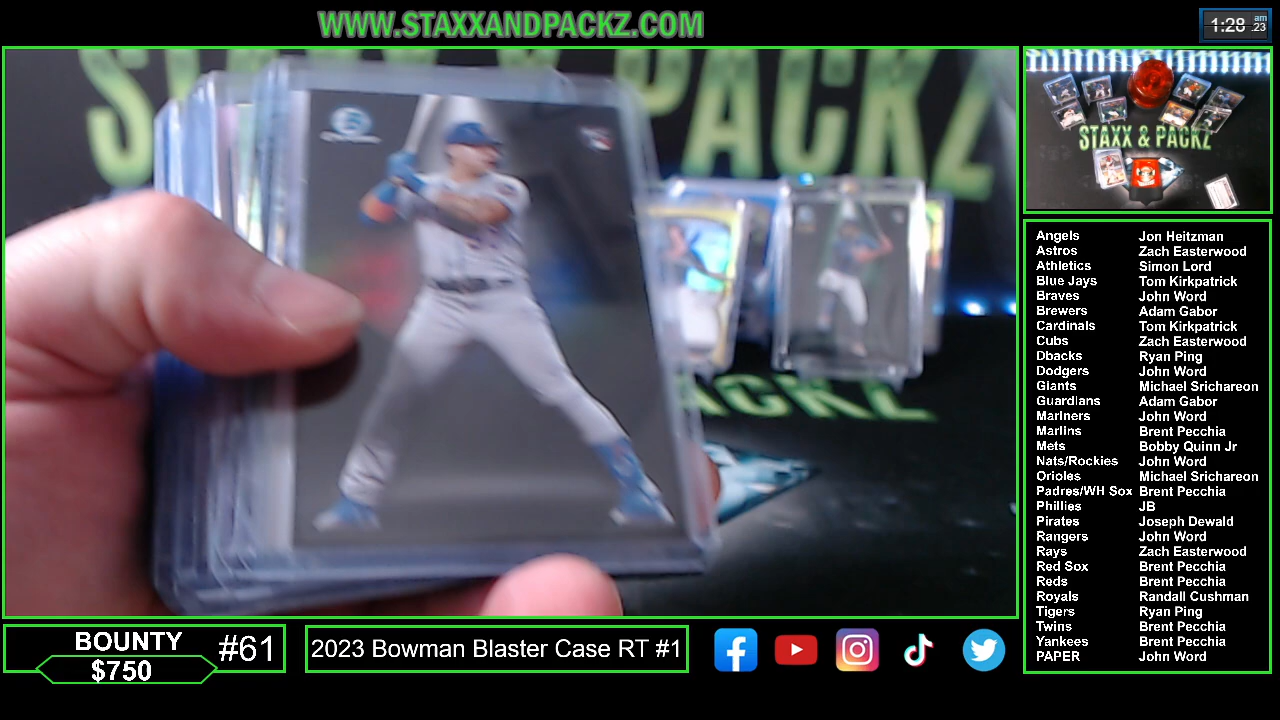 WWW.STAXXANDPACKZ.COM
1:28 am
23
STAXX & PACKZ
STAXX & PACKZ
PACKZ
Angels Jon Heitzman
Astros Zach Easterwood
Athletics Simon Lord
Blue Jays Tom Kirkpatrick
Braves John Word
Brewers Adam Gabor
Cardinals Tom Kirkpatrick
Cubs Zach Easterwood
Dbacks Ryan Ping
Dodgers John Word
Giants Michael Srichareon
Guardians Adam Gabor
Mariners John Word
Marlins Brent Pecchia
Mets Bobby Quinn Jr
Nats/Rockies John Word
Orioles Michael Srichareon
Padres/WH Sox Brent Pecchia
Phillies JB
Pirates Joseph Dewald
Rangers John Word
Rays Zach Easterwood
Red Sox Brent Pecchia
Reds Brent Pecchia
Royals Randall Cushman
Tigers Ryan Ping
Twins Brent Pecchia
Yankees Brent Pecchia
PAPER John Word
BOUNTY #61
$750
2023 Bowman Blaster Case RT #1